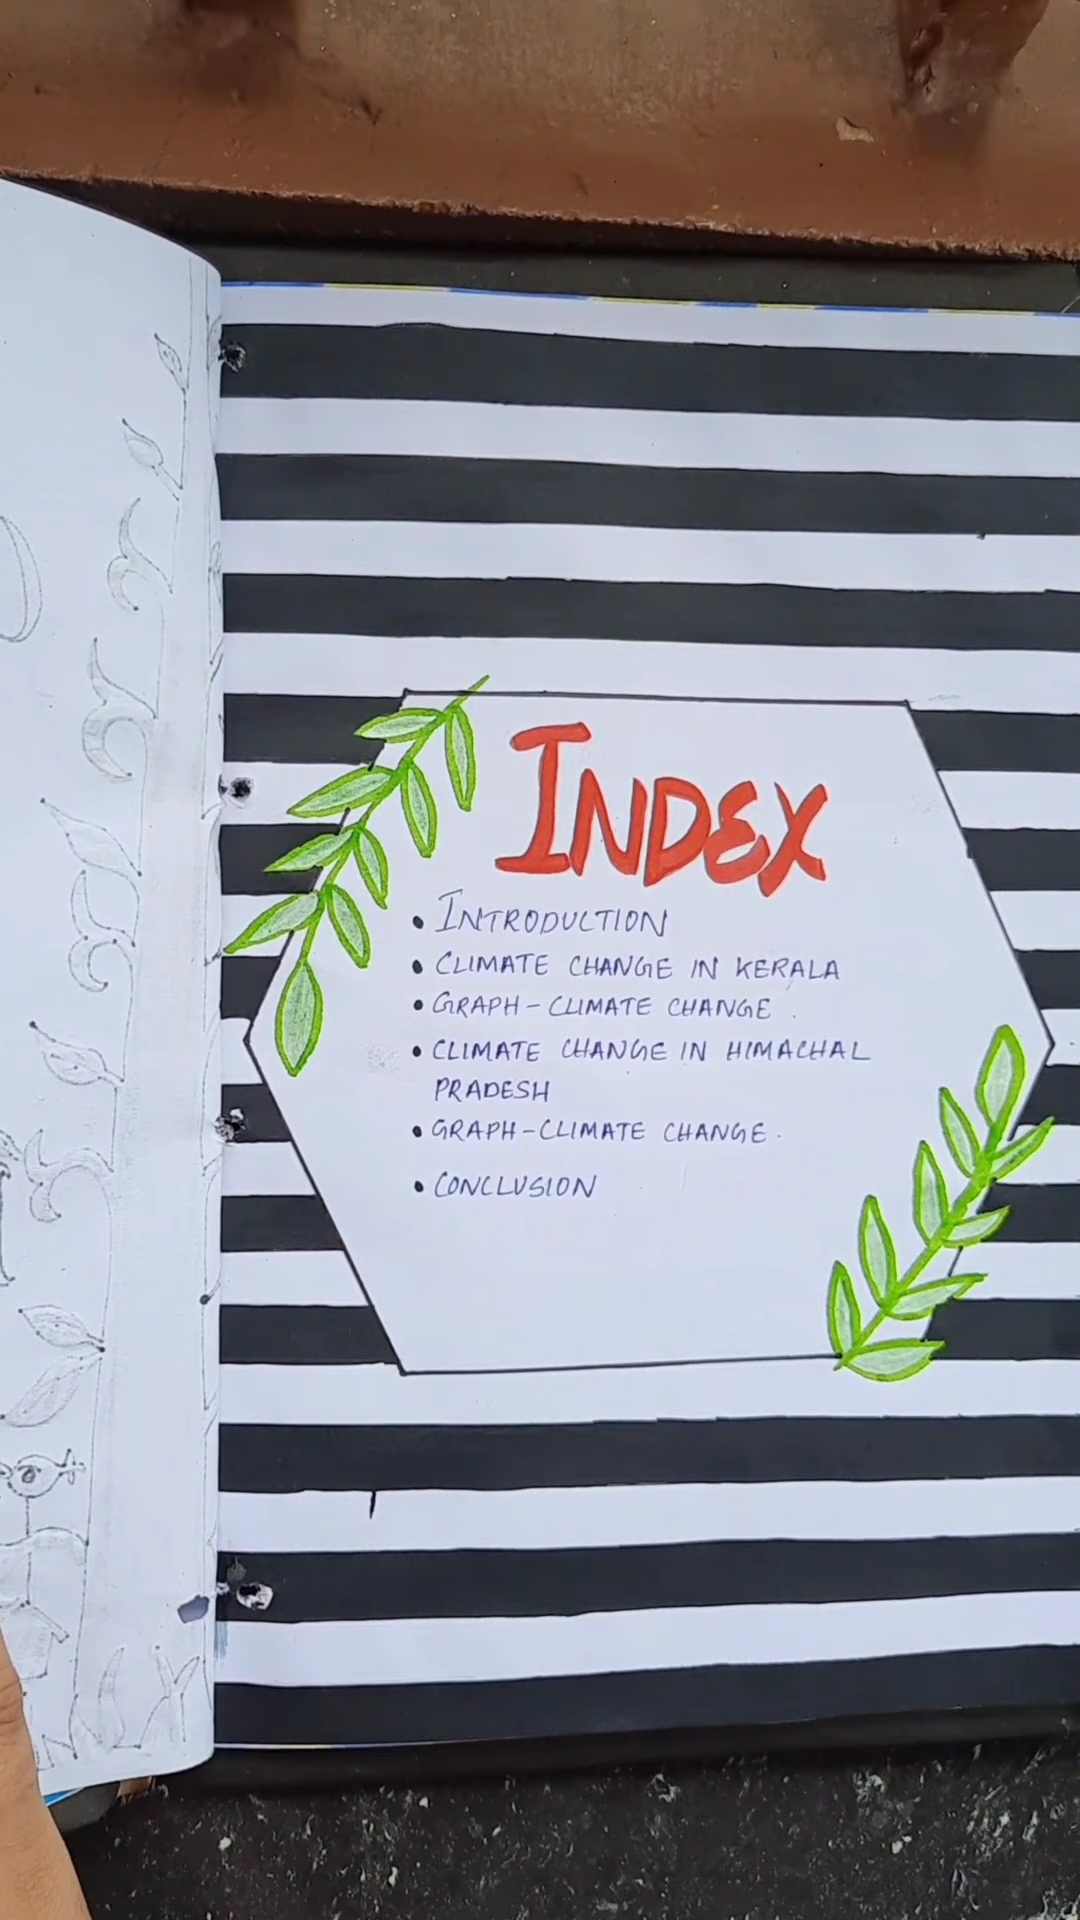 INDEX
• INTRODUCTION
• CLIMATE CHANGE IN KERALA
• GRAPH-CLIMATE CHANGE.
• CLIMATE CHANGE IN HIMACHAL
PRADESH
• GRAPH-CLIMATE CHANGE.
• CONCLUSION